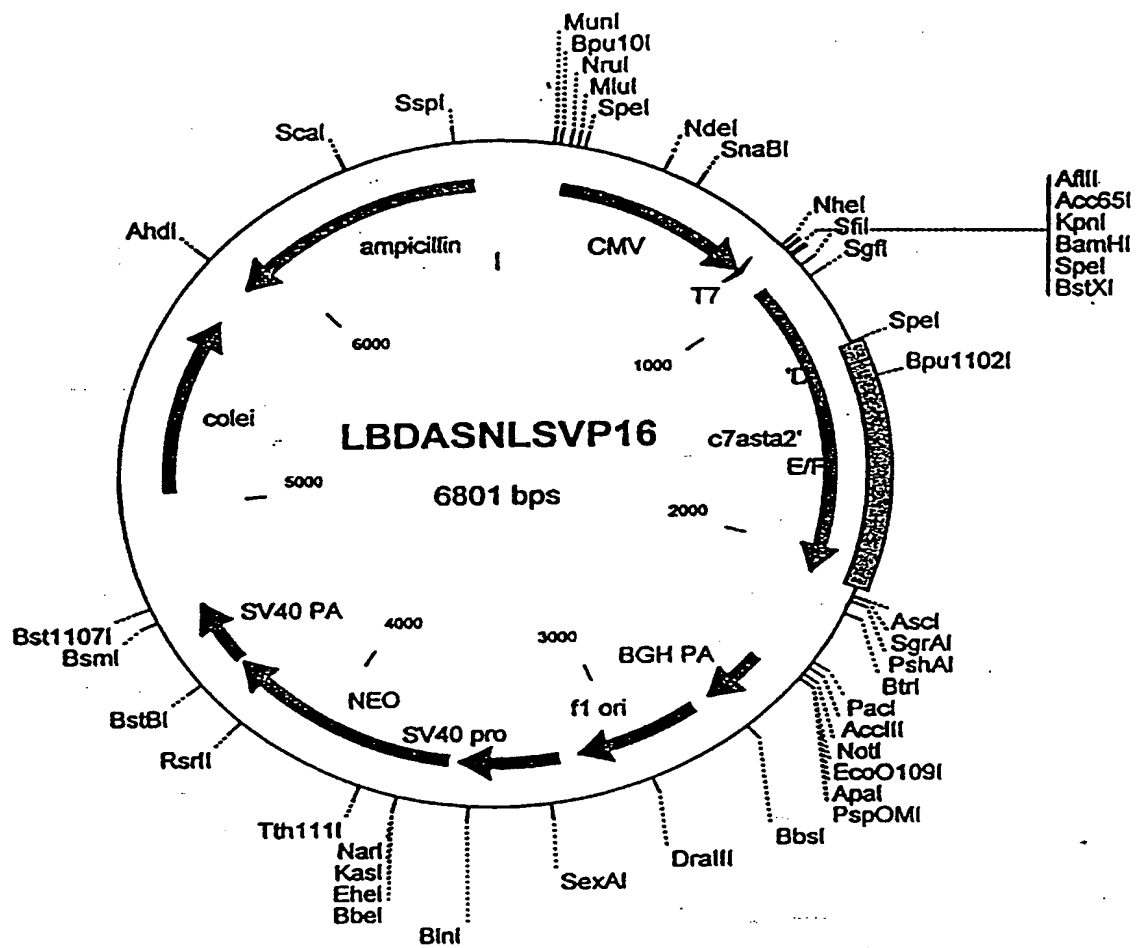 MunI
Bpu10I
NruI
MluI
SpeI
SspI
ScaI
NdeI
SnaBI
AhdI
NheI
SfiI
SgfI
AflII
Acc65I
KpnI
BamHI
SpeI
BstXI
ampicillin
CMV
I
T7
SpeI
Bpu1102I
6000
1000
'D
colei
LBDASNLSVP16
c7asta2'
E/F
5000
6801 bps
2000
SV40 PA
4000
3000
BGH PA
Bst1107I
BsmI
AscI
SgrAI
PshAI
BtrI
NEO
f1 ori
SV40 pro
BstBI
RsrII
PacI
AccIII
NotI
EcoO109I
ApaI
PspOMI
Tth111I
NarI
KasI
EheI
BbeI
BlnI
SexAI
DraIII
BbsI